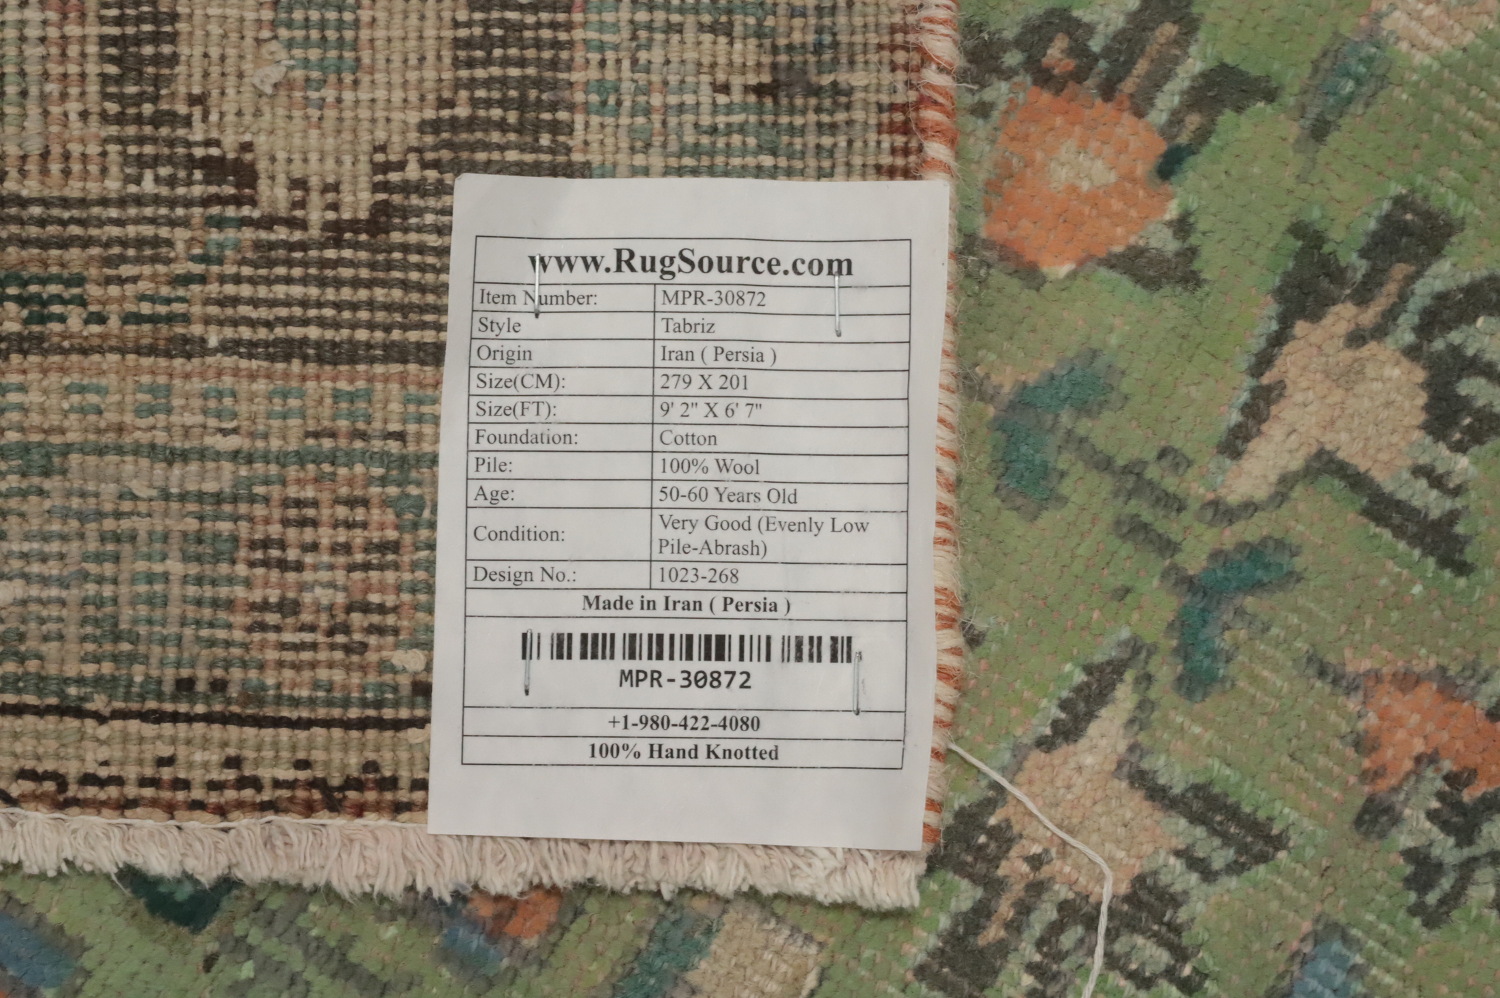 www.RugSource.com
Item Number: MPR-30872
Style Tabriz
Origin Iran ( Persia )
Size(CM): 279 X 201
Size(FT): 9' 2" X 6' 7"
Foundation: Cotton
Pile: 100% Wool
Age: 50-60 Years Old
Condition: Very Good (Evenly Low
Pile-Abrash)
Design No.: 1023-268
Made in Iran ( Persia )
MPR-30872
+1-980-422-4080
100% Hand Knotted